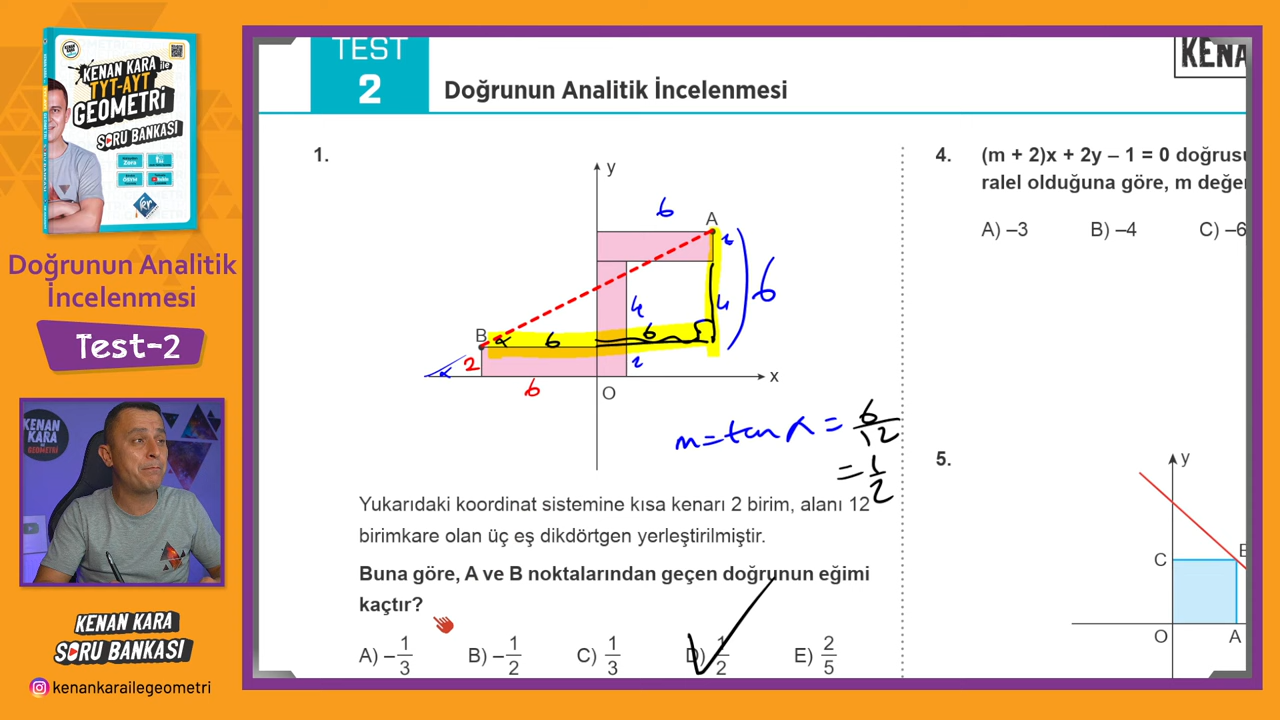 KENAN KARA ile
TYT-AYT
GEOMETRİ
SORU BANKASI
Doğrunun Analitik
İncelenmesi
Test-2
KENAN
KARA
GEOMETRİ
KENAN KARA
SORU BANKASI
kenankarailegeometri
TEST
2
Doğrunun Analitik İncelenmesi
KENA
1.
y
6
A
2
6
4
4
B
α
6
6
2
α
2
6
O
x
m = tan α = 6/12
= 1/2
Yukarıdaki koordinat sistemine kısa kenarı 2 birim, alanı 12
birimkare olan üç eş dikdörtgen yerleştirilmiştir.
Buna göre, A ve B noktalarından geçen doğrunun eğimi
kaçtır?
A) –1/3 B) –1/2 C) 1/3 D) 1/2 E) 2/5
4. (m + 2)x + 2y – 1 = 0 doğrusu
ralel olduğuna göre, m değer
A) –3 B) –4 C) –6
5.
y
C
O
A